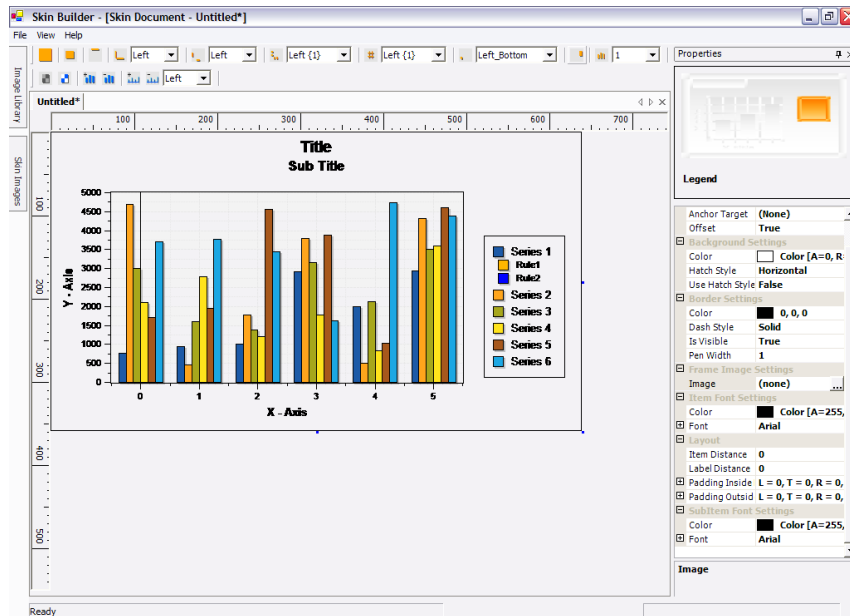 Skin Builder - [Skin Document - Untitled*]
File View Help
Left Left Left {1} Left {1} Left_Bottom 1
Left
Image Library
Skin Images
Untitled*
100 200 300 400 500 600 700
100
200
300
400
500
Title
Sub Title
Y - Axis
5000
4500
4000
3500
3000
2500
2000
1500
1000
500
0
0 1 2 3 4 5
X - Axis
Series 1
Rule1
Rule2
Series 2
Series 3
Series 4
Series 5
Series 6
Properties
Legend
Anchor Target (None)
Offset True
Background Settings
Color Color [A=0, R=
Hatch Style Horizontal
Use Hatch Style False
Border Settings
Color 0, 0, 0
Dash Style Solid
Is Visible True
Pen Width 1
Frame Image Settings
Image (none) ...
Item Font Settings
Color Color [A=255,
Font Arial
Layout
Item Distance 0
Label Distance 0
Padding Inside L = 0, T = 0, R = 0,
Padding Outsid L = 0, T = 0, R = 0,
SubItem Font Settings
Color Color [A=255,
Font Arial
Image
Ready